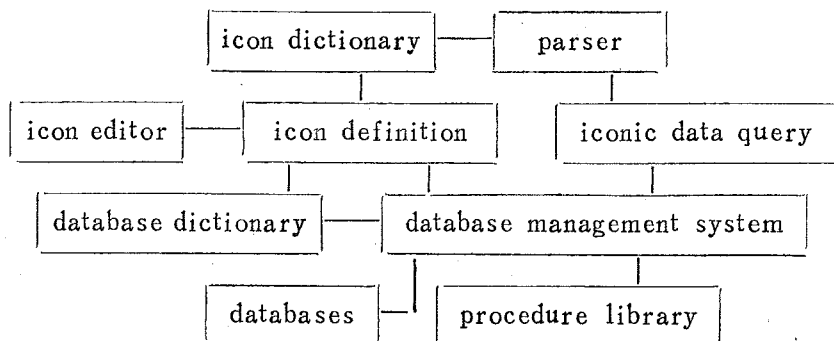 icon dictionary
parser
icon editor
icon definition
iconic data query
database dictionary
database management system
databases
procedure library